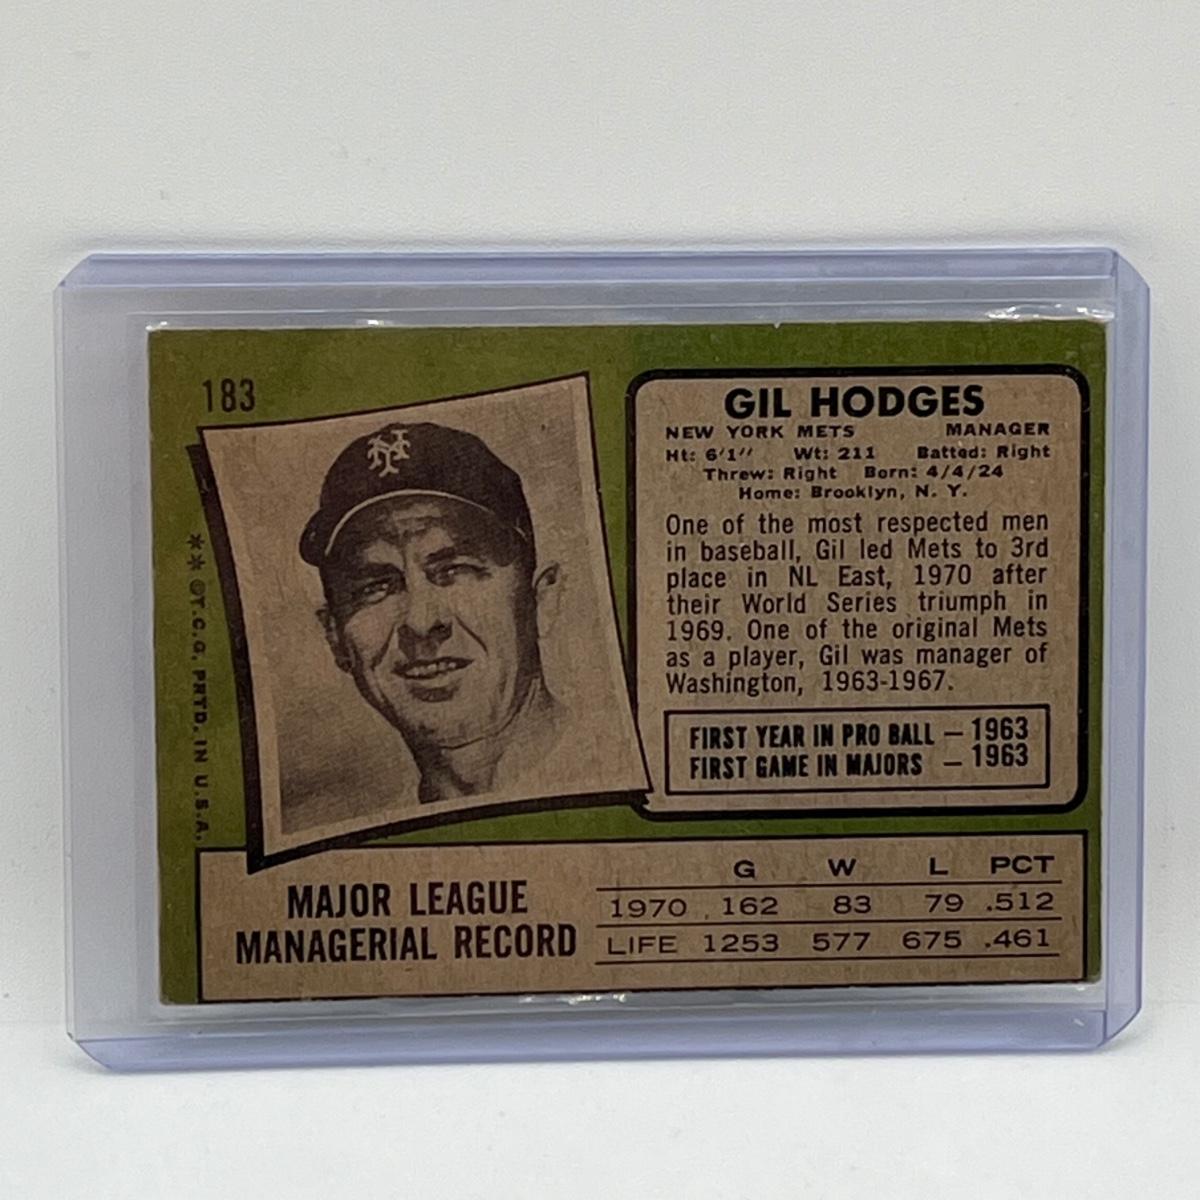 183
NY
GIL HODGES
NEW YORK METS MANAGER
Ht: 6'1" Wt: 211 Batted: Right
Threw: Right Born: 4/4/24
Home: Brooklyn, N. Y.
One of the most respected men
in baseball, Gil led Mets to 3rd
place in NL East, 1970 after
their World Series triumph in
1969. One of the original Mets
as a player, Gil was manager of
Washington, 1963-1967.
FIRST YEAR IN PRO BALL — 1963
FIRST GAME IN MAJORS — 1963
**©T.C.G. PRTD. IN U.S.A.
MAJOR LEAGUE
MANAGERIAL RECORD
G W L PCT
1970 162 83 79 .512
LIFE 1253 577 675 .461